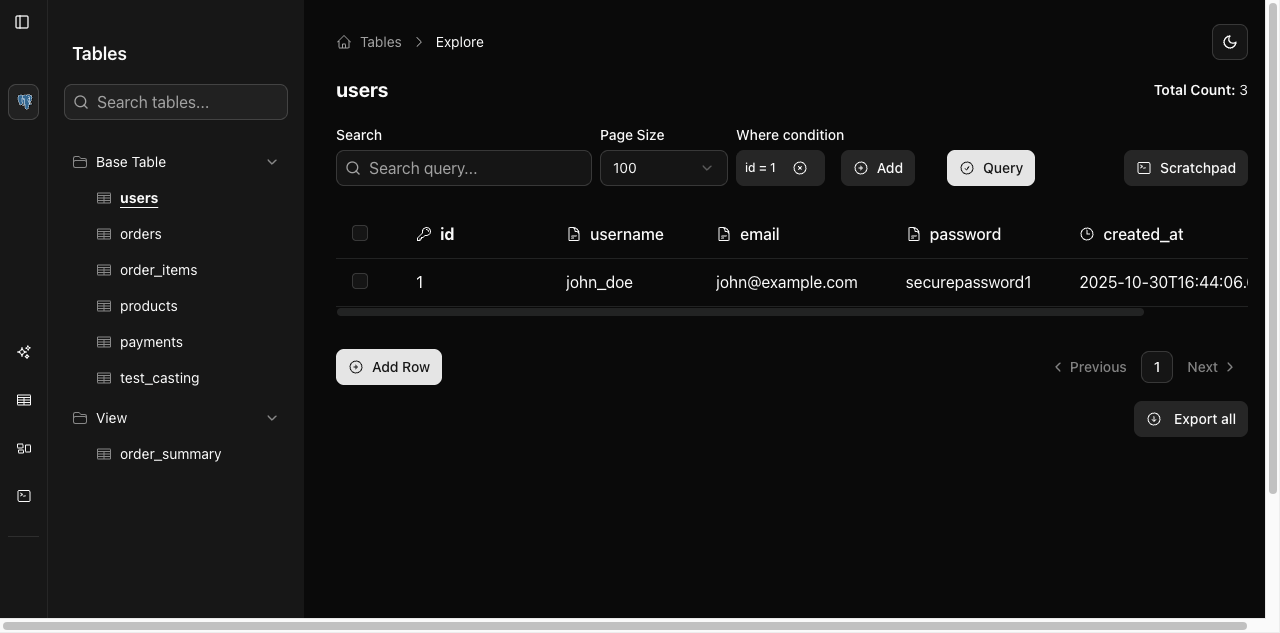 Tables
Search tables...
Base Table
users
orders
order_items
products
payments
test_casting
View
order_summary
Tables > Explore
users
Total Count: 3
Search
Page Size
Where condition
Search query...
100
id = 1
Add
Query
Scratchpad
id username email password created_at
1 john_doe john@example.com securepassword1 2025-10-30T16:44:06.
Add Row
Previous 1 Next
Export all